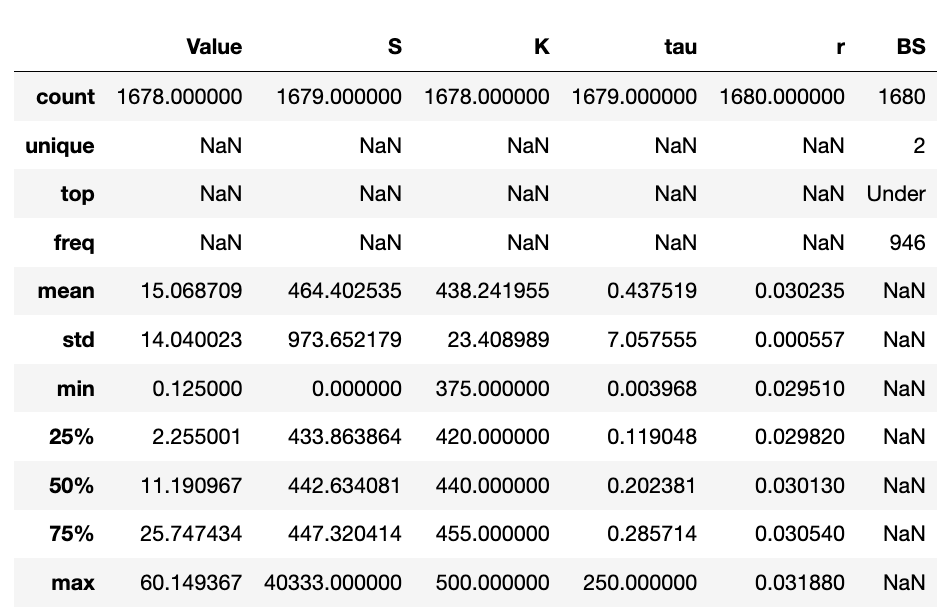 Value S K tau r BS
count 1678.000000 1679.000000 1678.000000 1679.000000 1680.000000 1680
unique NaN NaN NaN NaN NaN 2
top NaN NaN NaN NaN NaN Under
freq NaN NaN NaN NaN NaN 946
mean 15.068709 464.402535 438.241955 0.437519 0.030235 NaN
std 14.040023 973.652179 23.408989 7.057555 0.000557 NaN
min 0.125000 0.000000 375.000000 0.003968 0.029510 NaN
25% 2.255001 433.863864 420.000000 0.119048 0.029820 NaN
50% 11.190967 442.634081 440.000000 0.202381 0.030130 NaN
75% 25.747434 447.320414 455.000000 0.285714 0.030540 NaN
max 60.149367 40333.000000 500.000000 250.000000 0.031880 NaN